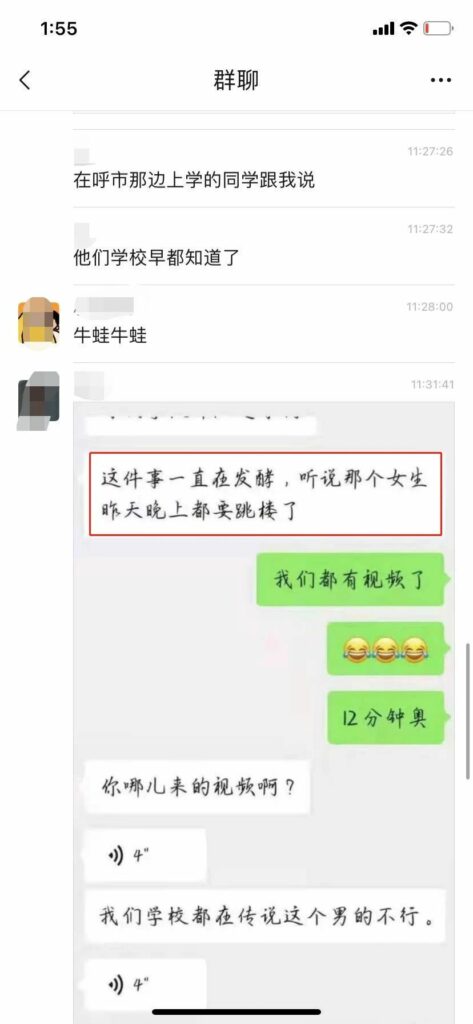 1:55
群聊
11:27:26
在呼市那边上学的同学跟我说
11:27:32
他们学校早都知道了
11:28:00
牛蛙牛蛙
11:31:41
这件事一直在发酵，听说那个女生
昨天晚上都要跳楼了
我们都有视频了
😂😂😂
12分钟奥
你哪儿来的视频啊？
4"
我们学校都在传说这个男的不行。
4"